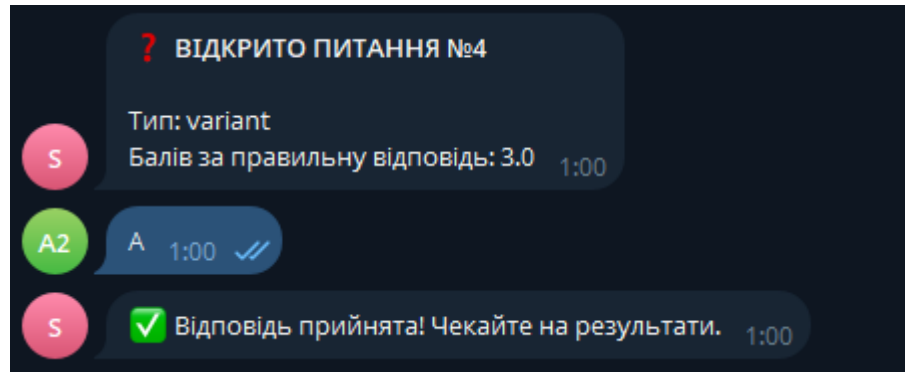 ❓ ВІДКРИТО ПИТАННЯ №4
Тип: variant
Балів за правильну відповідь: 3.0 1:00
S
A2
А 1:00
S
✅ Відповідь прийнята! Чекайте на результати. 1:00